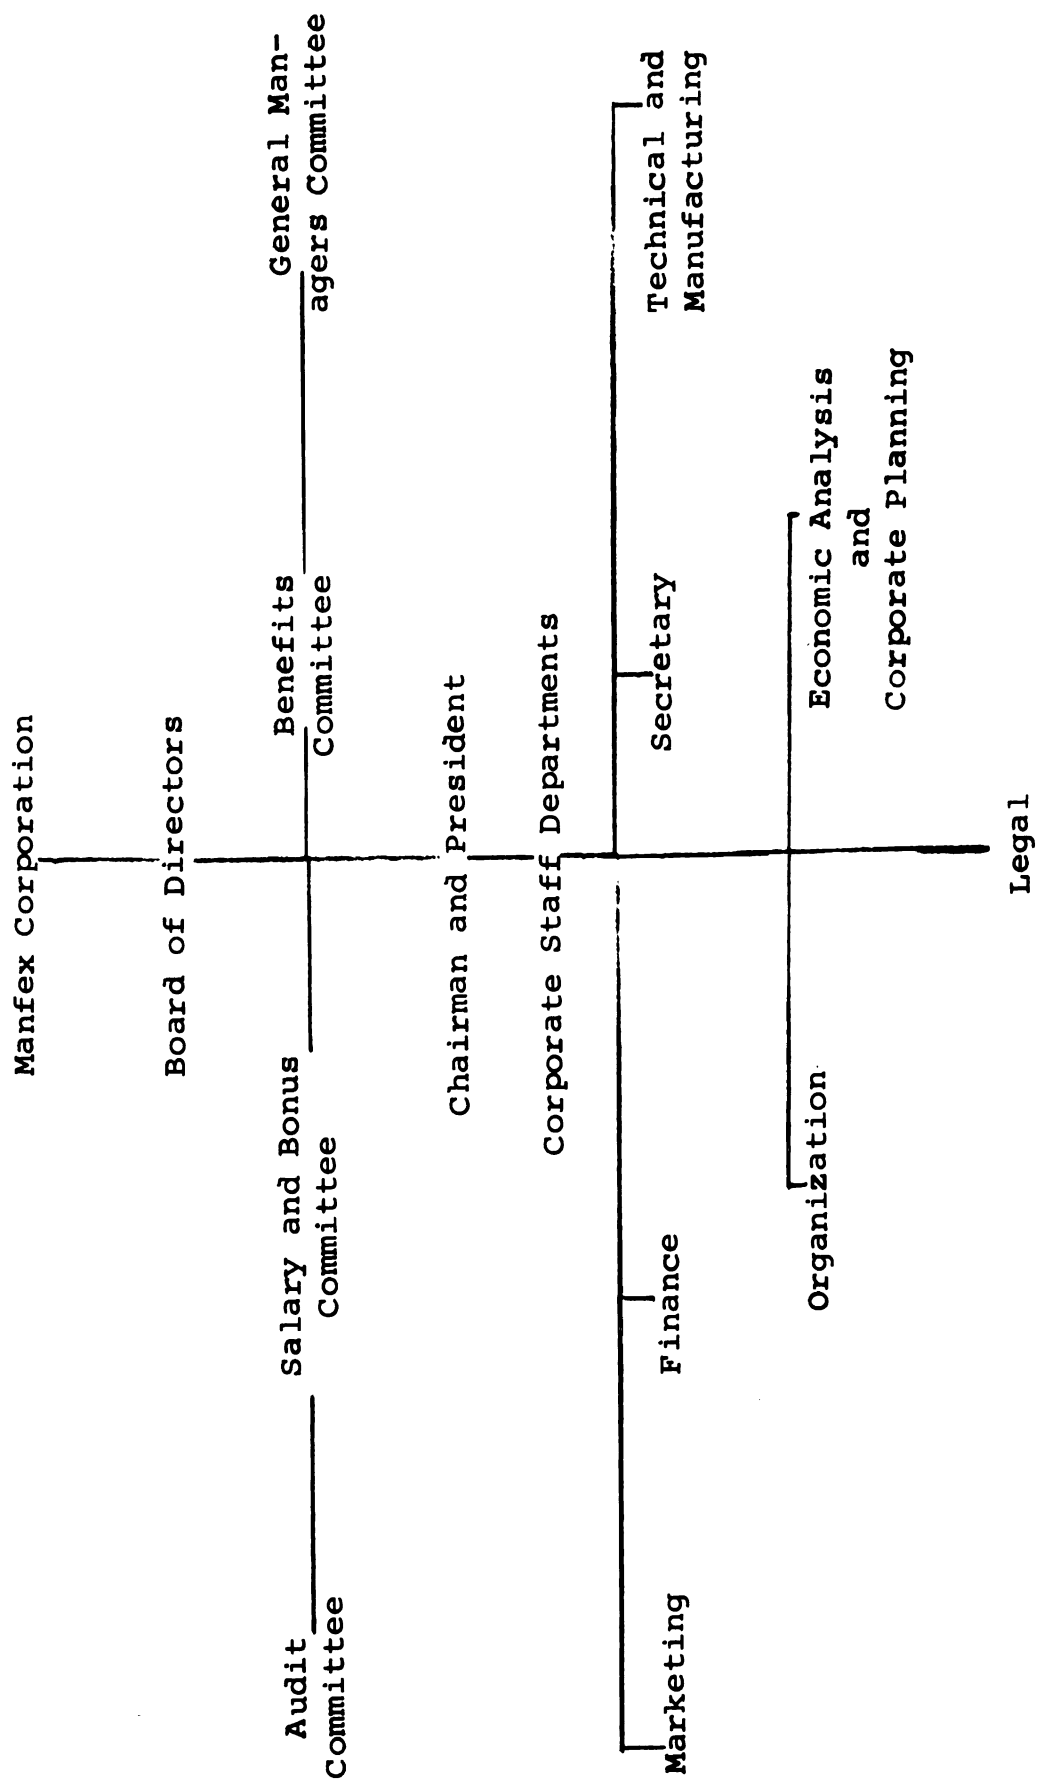 Manfex Corporation
Board of Directors
Audit
Committee
Salary and Bonus
Committee
Benefits
Committee
General Man-
agers Committee
Chairman and President
Corporate Staff Departments
Marketing
Finance
Secretary
Technical and
Manufacturing
Organization
Economic Analysis
and
Corporate Planning
Legal